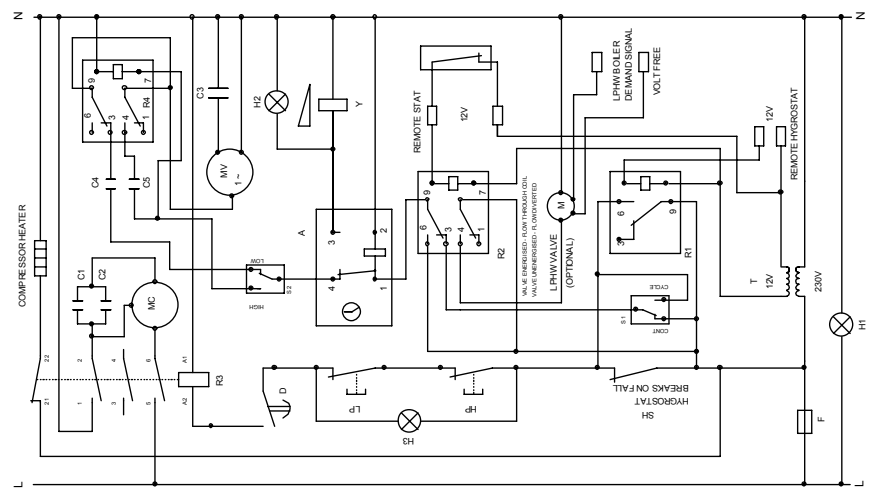 N
N
COMPRESSOR HEATER
C1
C2
MC
22
21
2
4
6
1
3
5
A1
A2
R3
9
7
R4
6
3
4
1
C4
C5
C3
MV
1 ~
H2
Y
A
3
2
4
1
LOW
HIGH
S 2
D
LP
HP
H3
REMOTE STAT
12V
9
7
6
3
4
1
R2
VALVE ENERGISED - FLOW THROUGH COIL
VALVE UNENERGISED - FLOW DIVERTED
M
LPHW VALVE
(OPTIONAL)
LPHW BOILER
DEMAND SIGNAL
VOLT FREE
12V
REMOTE HYGROSTAT
6
9
3
R1
S 1
CYCLE
CONT
SH
HYGROSTAT
BREAKS ON FALL
T
12V
230V
F
H1
L
L